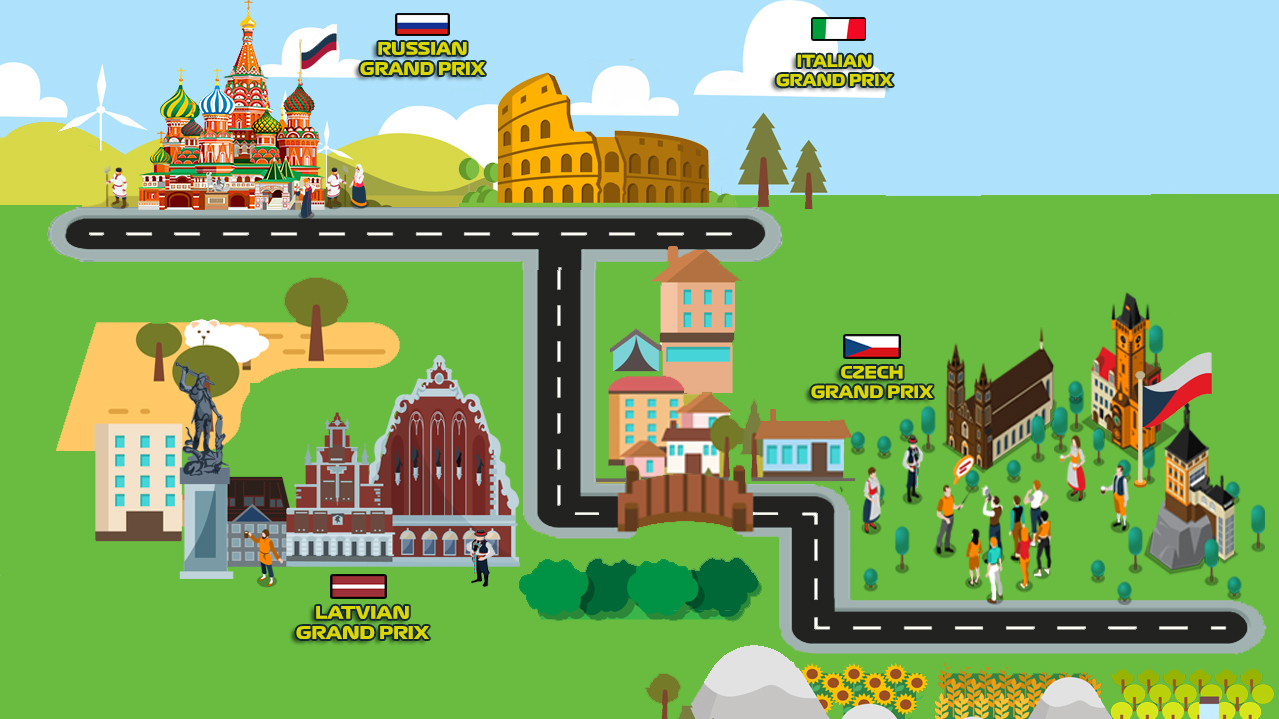 RUSSIAN
GRAND PRIX
ITALIAN
GRAND PRIX
CZECH
GRAND PRIX
LATVIAN
GRAND PRIX